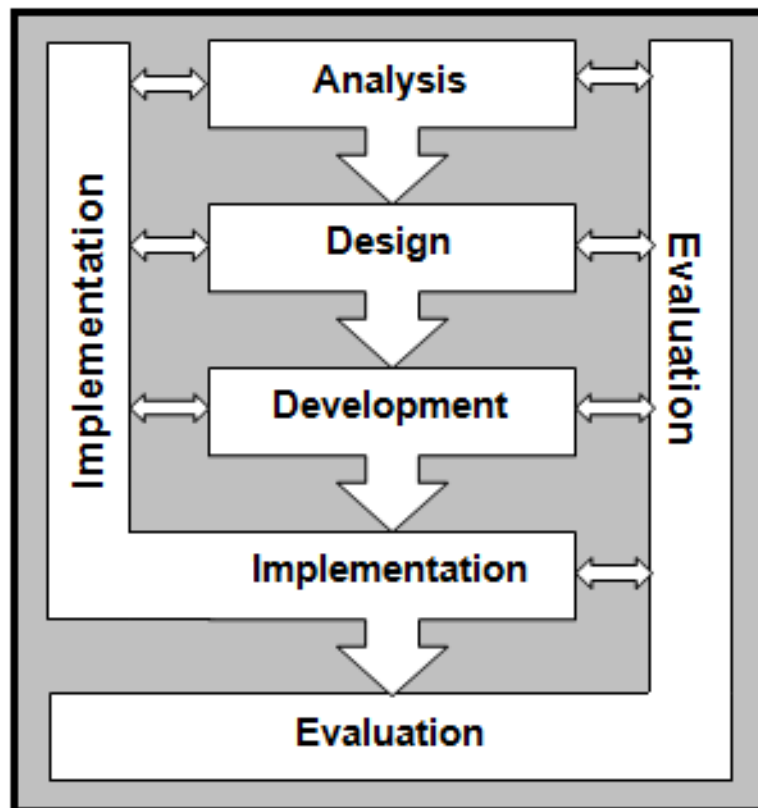 Analysis
Design
Development
Implementation
Evaluation
Implementation
Evaluation